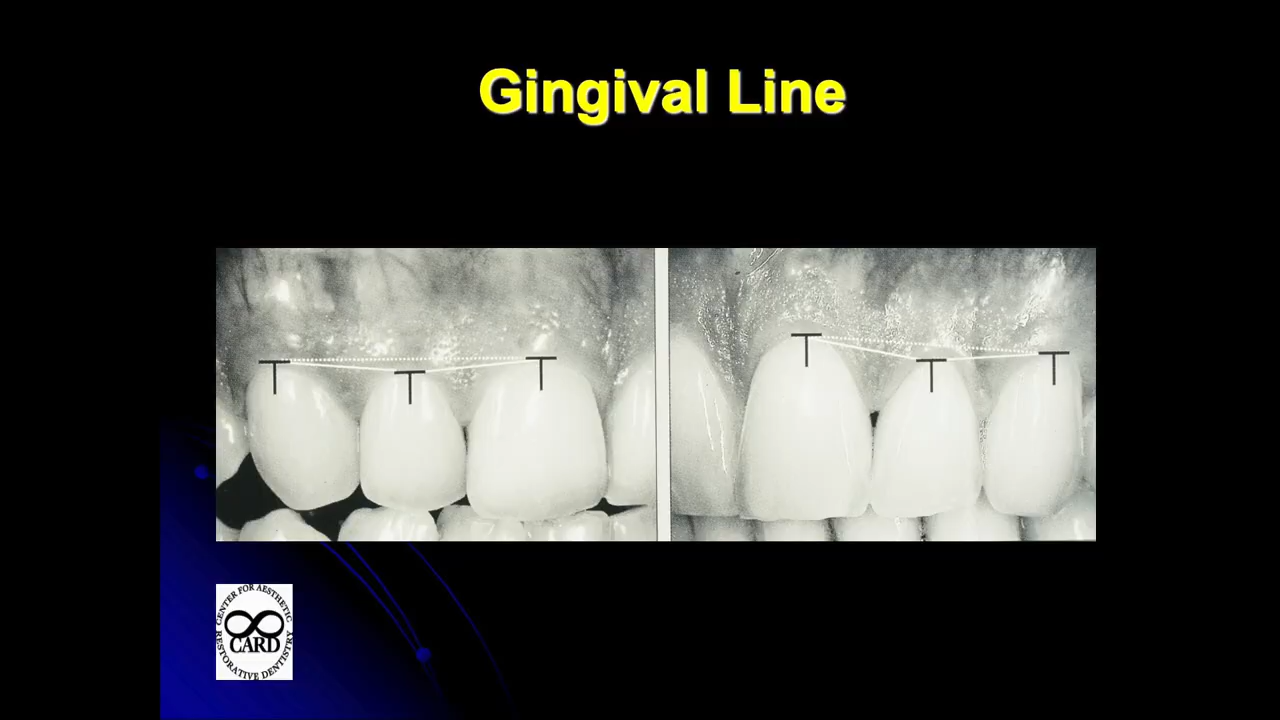 Gingival Line
CENTER FOR AESTHETIC
CARD
RESTORATIVE DENTISTRY